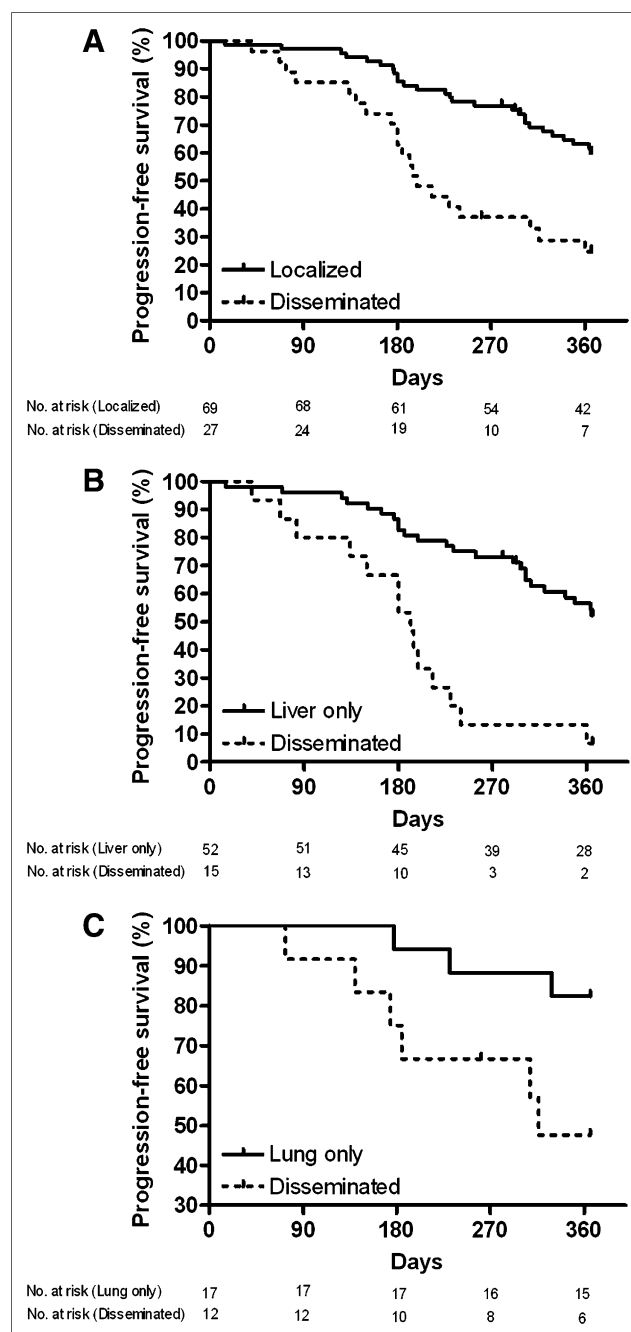 A
Progression-free survival (%)
100
90
80
70
60
50
40
30
20
10
0
Localized
Disseminated
0 90 180 270 360
Days
No. at risk (Localized) 69 68 61 54 42
No. at risk (Disseminated) 27 24 19 10 7
B
Progression-free survival (%)
100
90
80
70
60
50
40
30
20
10
0
Liver only
Disseminated
0 90 180 270 360
Days
No. at risk (Liver only) 52 51 45 39 28
No. at risk (Disseminated) 15 13 10 3 2
C
Progression-free survival (%)
100
90
80
70
60
50
40
30
Lung only
Disseminated
0 90 180 270 360
Days
No. at risk (Lung only) 17 17 17 16 15
No. at risk (Disseminated) 12 12 10 8 6